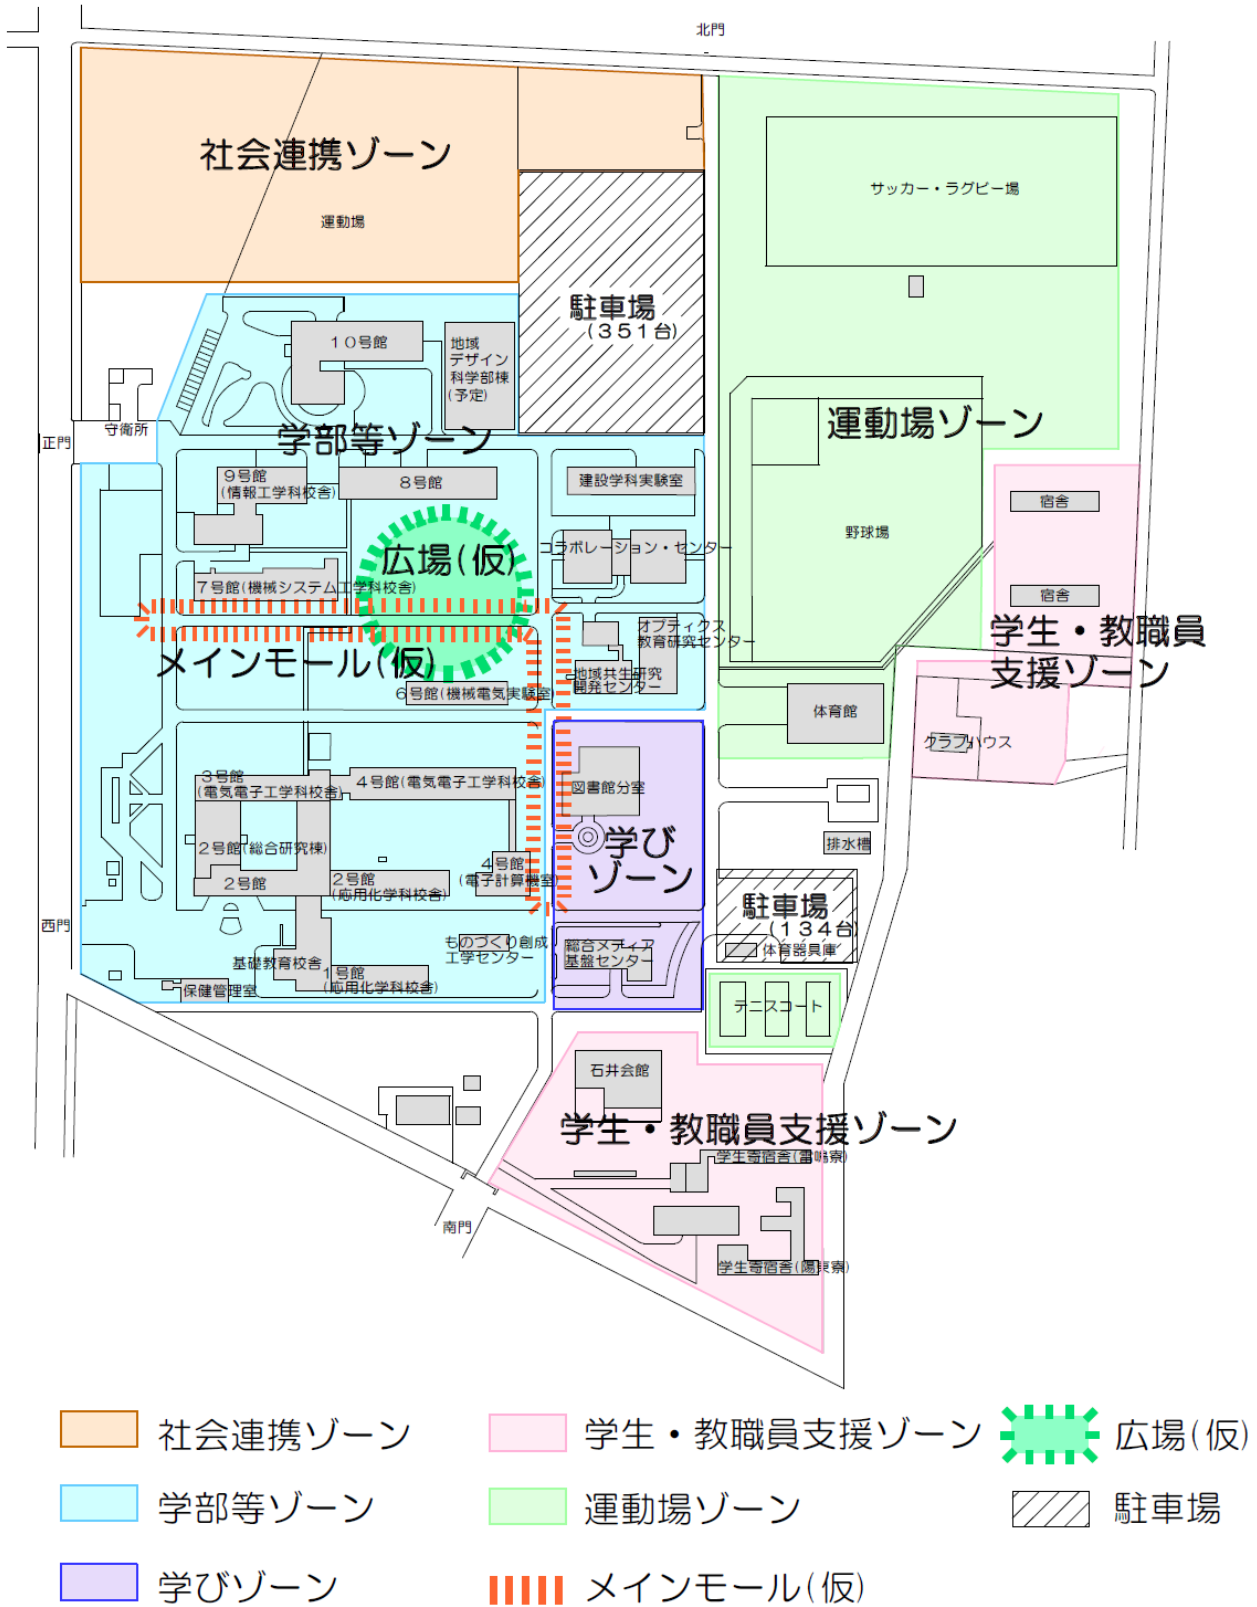 北門
社会連携ゾーン
運動場
サッカー・ラグビー場
駐車場
(351台)
10号館
地域
デザイン
科学部棟
(予定)
守衛所
正門
学部等ゾーン
運動場ゾーン
9号館
(情報工学科校舎)
8号館
建設学科実験室
宿舎
野球場
コラボレーション・センター
広場(仮)
7号館(機械システム工学科校舎)
宿舎
オプティクス
教育研究センター
学生・教職員
支援ゾーン
メインモール(仮)
地域共生研究
開発センター
6号館(機械電気実験室)
体育館
クラブハウス
3号館
(電気電子工学科校舎)
4号館(電気電子工学科校舎)
図書館分室
学び
ゾーン
排水槽
2号館(総合研究棟)
4号館
(電子計算機室)
2号館
2号館
(応用化学科校舎)
駐車場
(134台)
西門
ものづくり創成
工学センター
総合メディア
基盤センター
体育器具庫
基礎教育校舎
1号館
(応用化学科校舎)
保健管理室
テニスコート
石井会館
学生・教職員支援ゾーン
学生寄宿舎(雷鳴寮)
南門
学生寄宿舎(陽東寮)
社会連携ゾーン
学生・教職員支援ゾーン
広場(仮)
学部等ゾーン
運動場ゾーン
駐車場
学びゾーン
メインモール(仮)